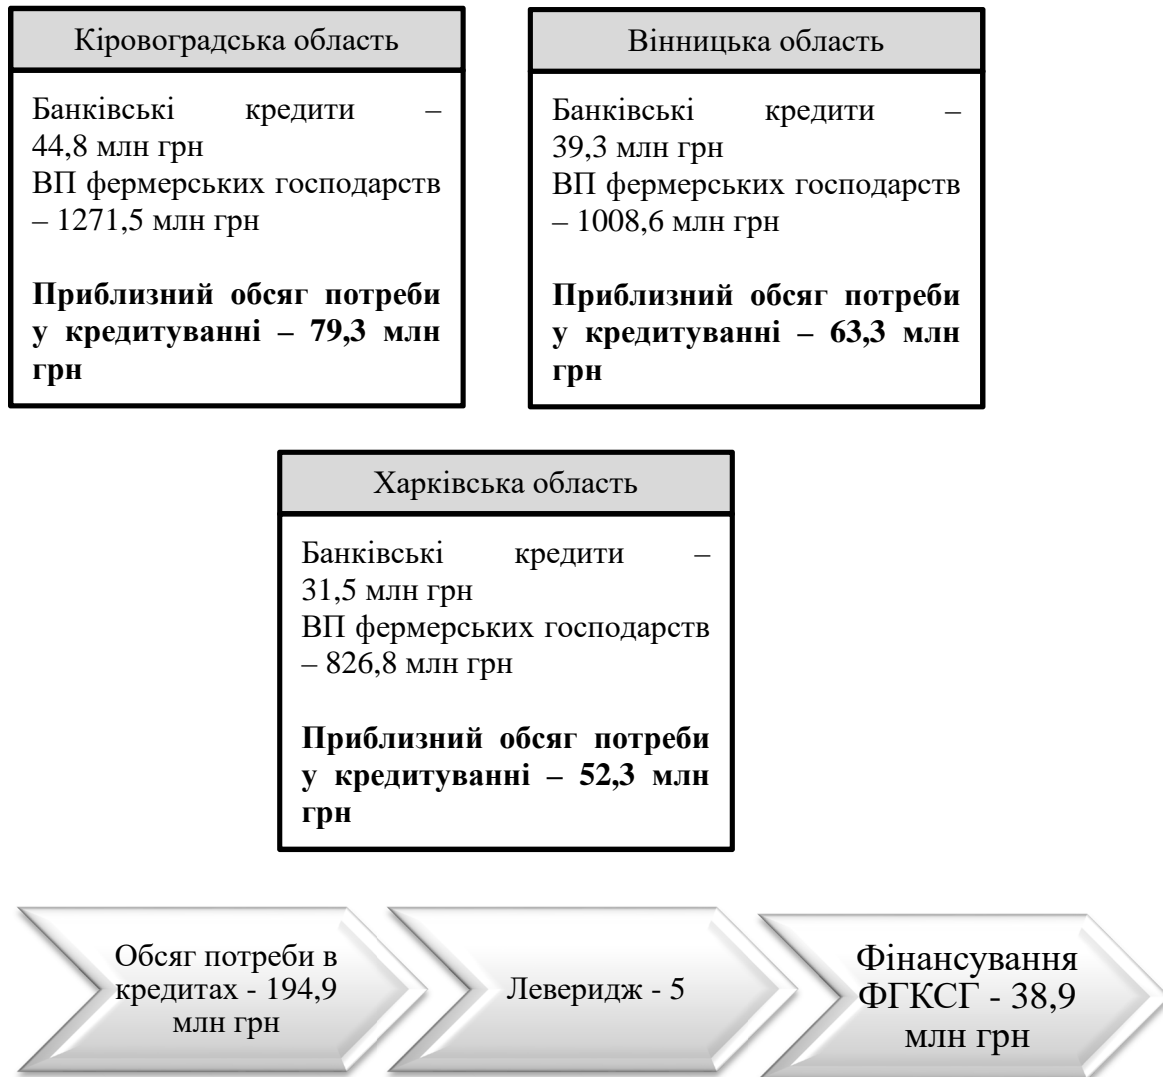 Кіровоградська область
Банківські кредити –
44,8 млн грн
ВП фермерських господарств
– 1271,5 млн грн
Приблизний обсяг потреби
у кредитуванні – 79,3 млн
грн
Вінницька область
Банківські кредити –
39,3 млн грн
ВП фермерських господарств
– 1008,6 млн грн
Приблизний обсяг потреби
у кредитуванні – 63,3 млн
грн
Харківська область
Банківські кредити –
31,5 млн грн
ВП фермерських господарств
– 826,8 млн грн
Приблизний обсяг потреби
у кредитуванні – 52,3 млн
грн
Обсяг потреби в
кредитах - 194,9
млн грн
Леверидж - 5
Фінансування
ФГКСГ - 38,9
млн грн